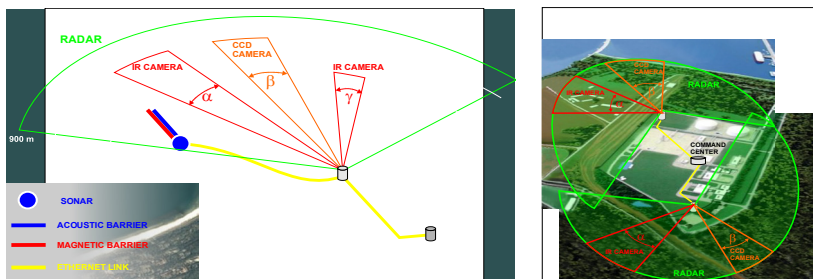 RADAR
CCD
CAMERA
IR CAMERA
IR CAMERA
α
β
γ
900 m
SONAR
ACOUSTIC BARRIER
MAGNETIC BARRIER
ETHERNET LINK
CCD
CAMERA
RADAR
IR CAMERA
α
COMMAND
CENTER
α
IR CAMERA
β
CCD
CAMERA
RADAR